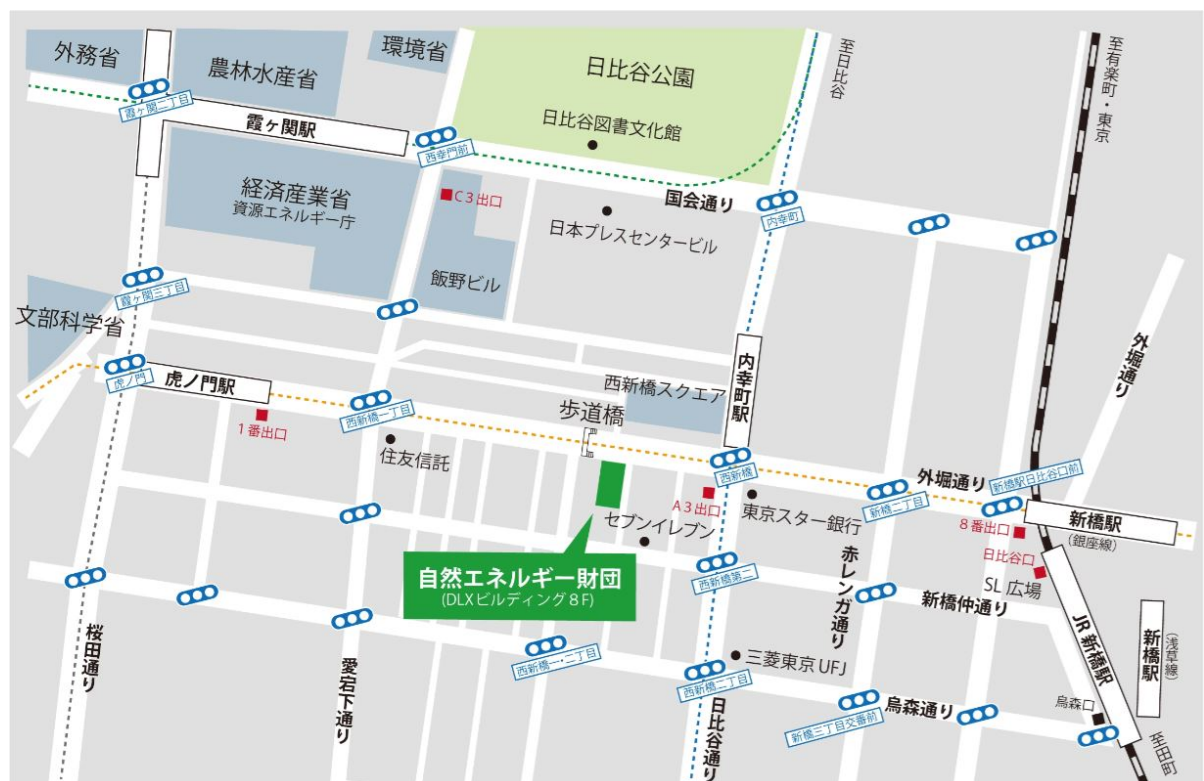 外務省
農林水産省
環境省
日比谷公園
至日比谷
至有楽町・東京
霞ヶ関二丁目
霞ヶ関駅
西幸門前
日比谷図書文化館
経済産業省
資源エネルギー庁
C3出口
国会通り
内幸町
日本プレスセンタービル
飯野ビル
霞ヶ関三丁目
文部科学省
虎ノ門
虎ノ門駅
1番出口
西新橋一丁目
住友信託
歩道橋
西新橋スクエア
内幸町駅
外堀通り
西新橋
A3出口
東京スター銀行
新橋二丁目
外堀通り
新橋駅日比谷口前
8番出口
新橋駅
(銀座線)
日比谷口
SL広場
セブンイレブン
自然エネルギー財団
(DLXビルディング8F)
西新橋第二
赤レンガ通り
新橋仲通り
JR新橋駅
新橋駅
(浅草線)
桜田通り
愛宕下通り
西新橋一・二丁目
三菱東京UFJ
西新橋二丁目
日比谷通り
新橋三丁目交番前
烏森通り
烏森口
至田町